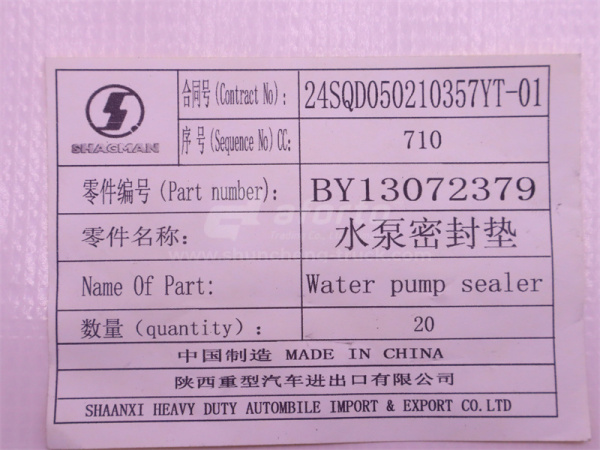 SHACMAN
合同号(Contract No): 24SQD050210357YT-01
序号(Sequence No)CC: 710
零件编号(Part number): BY13072379
零件名称: 水泵密封垫
Name Of Part: Water pump sealer
数量(quantity): 20
中国制造 MADE IN CHINA
陕西重型汽车进出口有限公司
SHAANXI HEAVY DUTY AUTOMBILE IMPORT & EXPORT CO.LTD